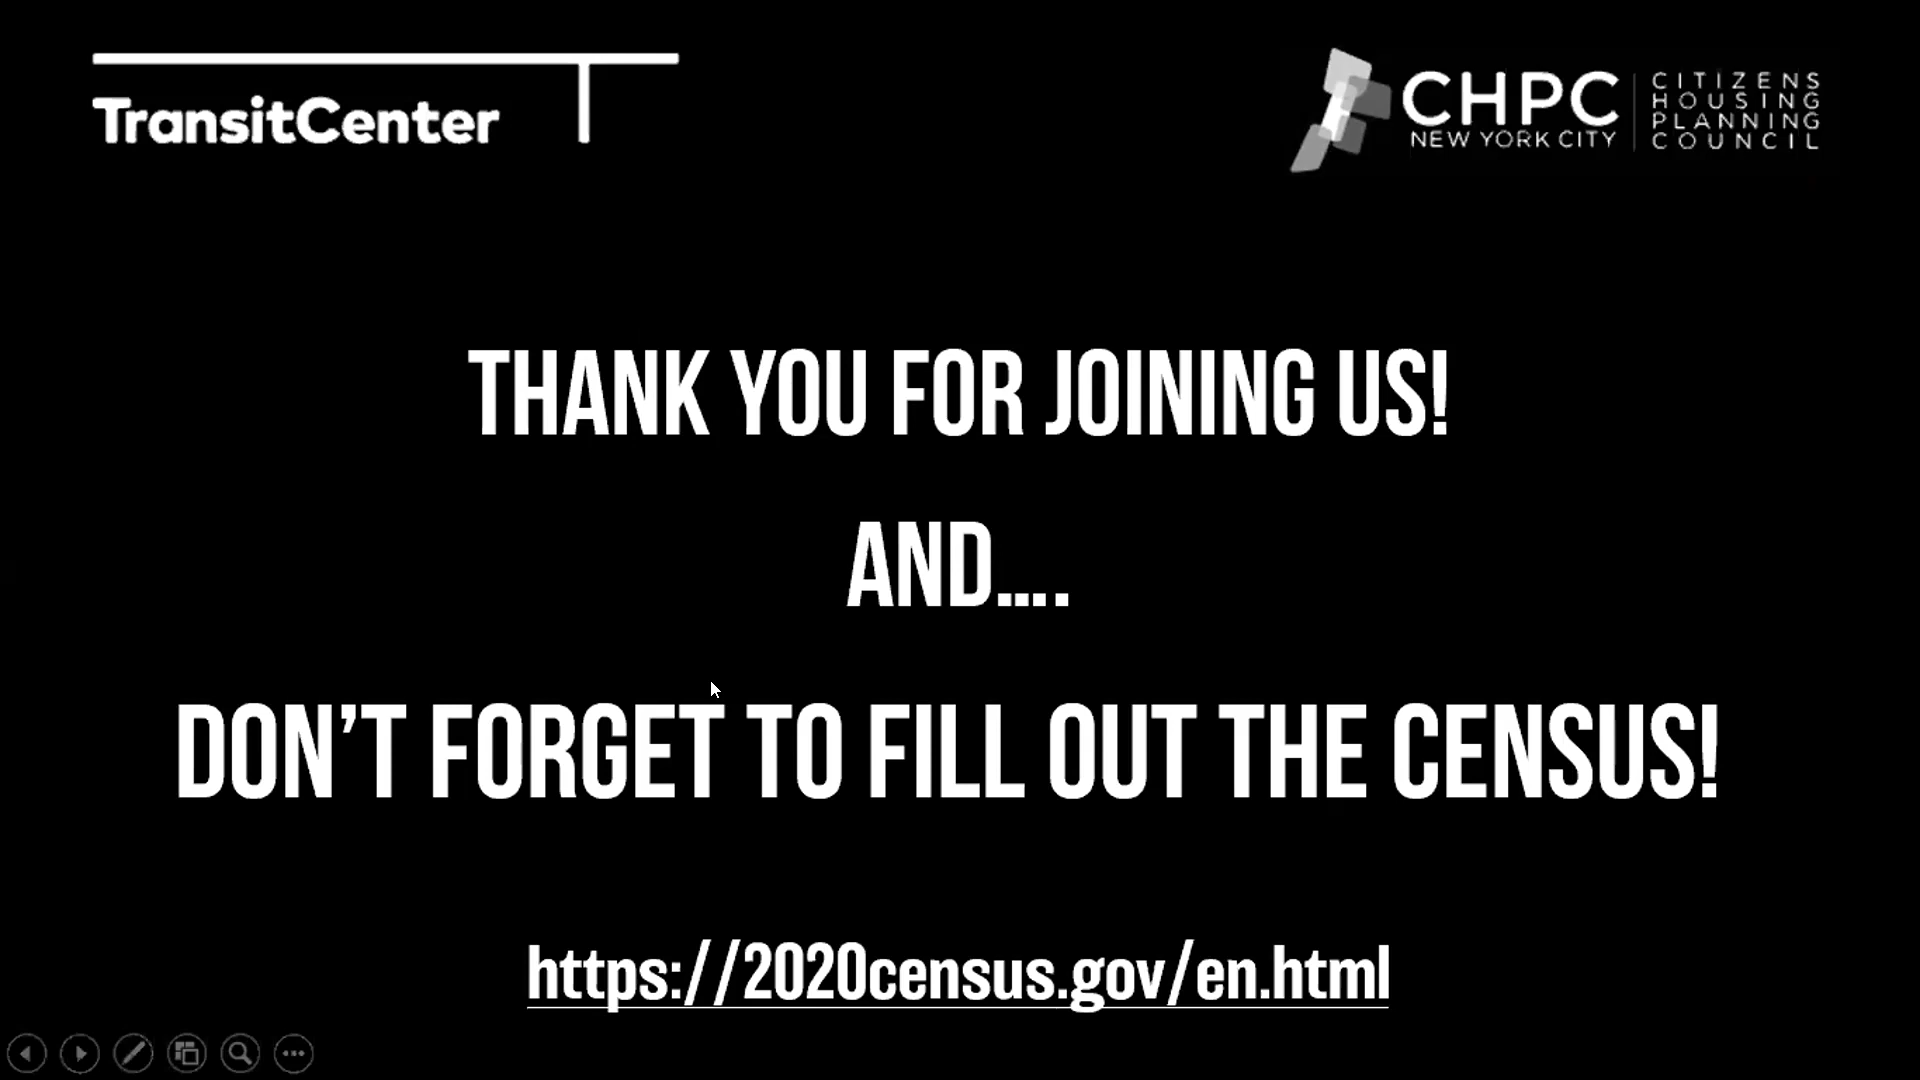 TransitCenter
CHPC
NEW YORK CITY
CITIZENS
HOUSING
PLANNING
COUNCIL
THANK YOU FOR JOINING US!
AND....
DON’T FORGET TO FILL OUT THE CENSUS!
https://2020census.gov/en.html